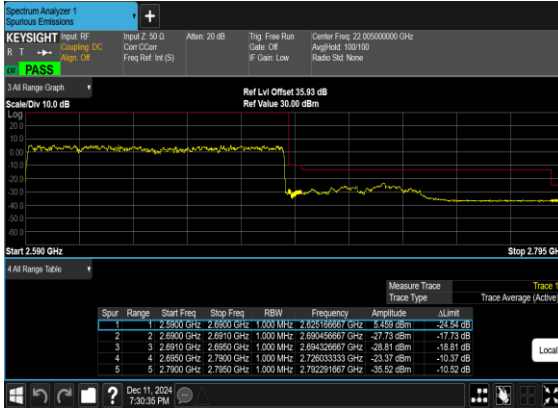 Spectrum Analyzer 1
Spurious Emissions
KEYSIGHT
R T
LXI PASS
Input: RF
Coupling: DC
Align: Off
Input Z: 50 Ω
Corr CCorr
Freq Ref: Int (S)
Atten: 20 dB
Trig: Free Run
Gate: Off
IF Gain: Low
Center Freq: 22.005000000 GHz
Avg|Hold: 100/100
Radio Std: None
3 All Range Graph
Scale/Div 10.0 dB
Ref Lvl Offset 35.93 dB
Ref Value 30.00 dBm
Log
20.0
10.0
0.00
-10.0
-20.0
-30.0
-40.0
-50.0
-60.0
Start 2.590 GHz
Stop 2.795 GH
4 All Range Table
Measure Trace Trace 1
Trace Type Trace Average (Active)
Spur Range Start Freq Stop Freq RBW Frequency Amplitude ΔLimit
1 1 2.5900 GHz 2.6900 GHz 1.000 MHz 2.625166667 GHz 5.459 dBm -24.54 dB
2 2 2.6900 GHz 2.6910 GHz 1.000 MHz 2.690456667 GHz -27.73 dBm -17.73 dB
3 3 2.6910 GHz 2.6950 GHz 1.000 MHz 2.694326667 GHz -28.81 dBm -18.81 dB
4 4 2.6950 GHz 2.7900 GHz 1.000 MHz 2.726033333 GHz -23.37 dBm -10.37 dB
5 5 2.7900 GHz 2.7950 GHz 1.000 MHz 2.792291667 GHz -35.52 dBm -10.52 dB
Local
Dec 11, 2024
7:30:35 PM